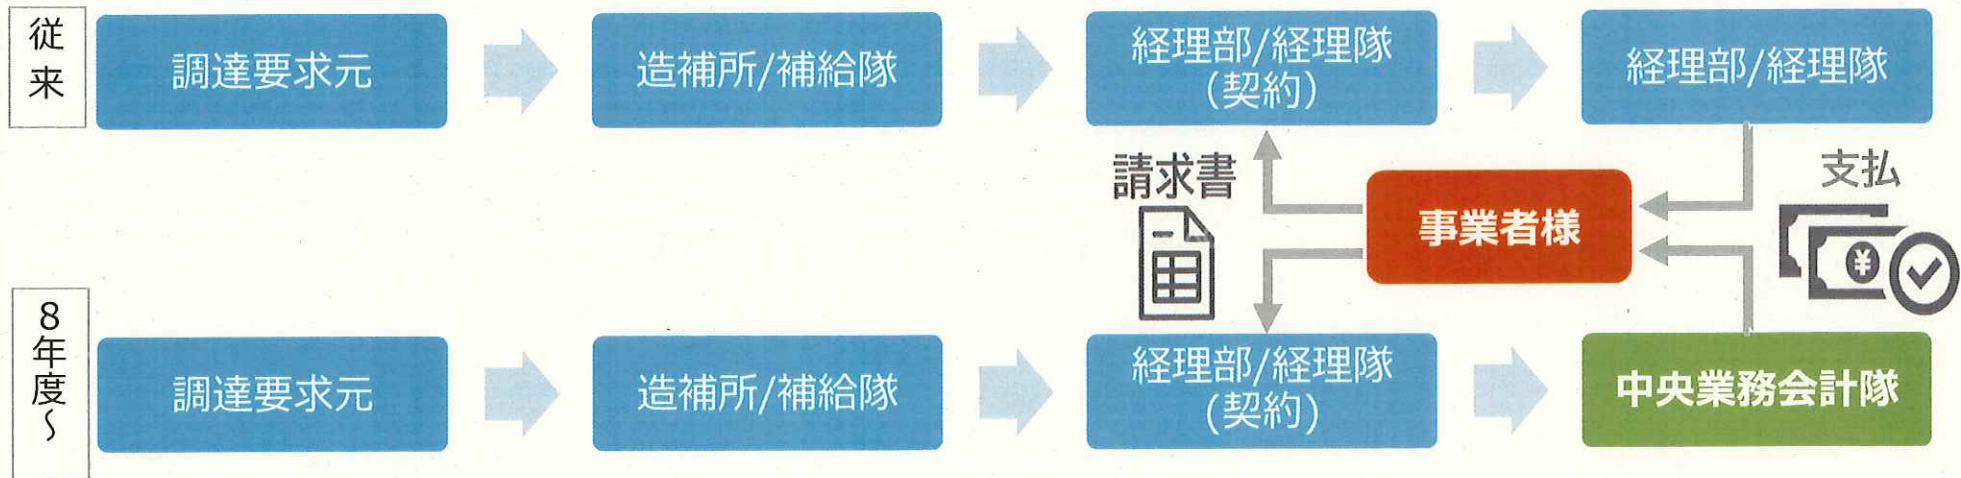 従来
調達要求元
造補所/補給隊
経理部/経理隊
(契約)
経理部/経理隊
請求書
事業者様
支払
¥
8年度~
調達要求元
造補所/補給隊
経理部/経理隊
(契約)
中央業務会計隊